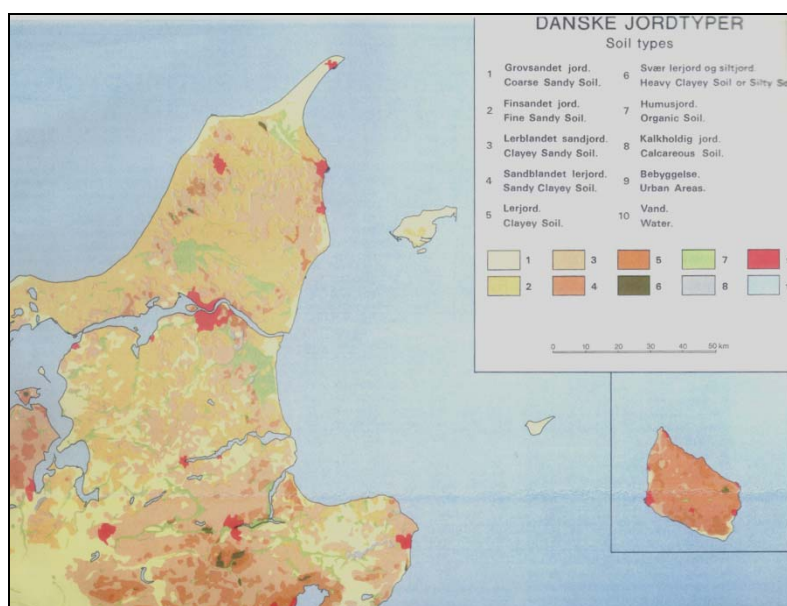 DANSKE JORDTYPER
Soil types
1 Grovsandet jord.
Coarse Sandy Soil.
2 Finsandet jord.
Fine Sandy Soil.
3 Lerblandet sandjord.
Clayey Sandy Soil.
4 Sandblandet lerjord.
Sandy Clayey Soil.
5 Lerjord.
Clayey Soil.
6 Svær lerjord og siltjord.
Heavy Clayey Soil or Silty So
7 Humusjord.
Organic Soil.
8 Kalkholdig jord.
Calcareous Soil.
9 Bebyggelse.
Urban Areas.
10 Vand.
Water.
1 3 5 7
2 4 6 8
0 10 20 30 40 50 km